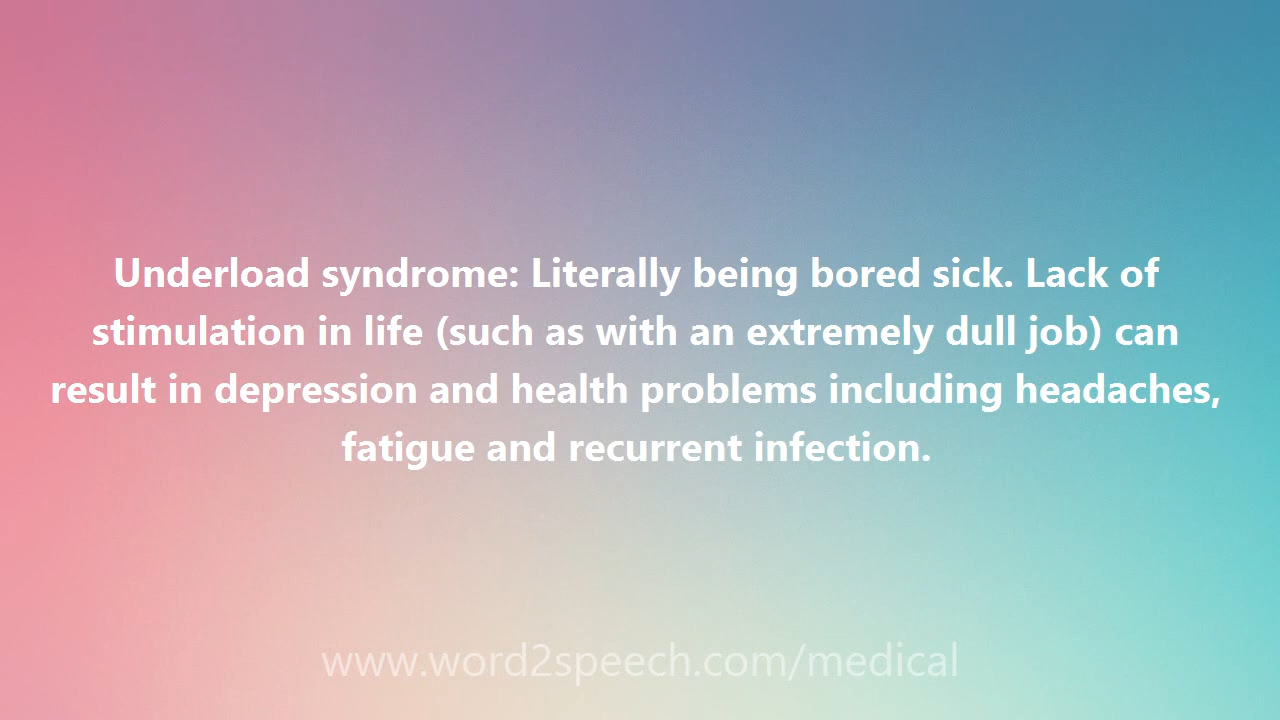 Underload syndrome: Literally being bored sick. Lack of
stimulation in life (such as with an extremely dull job) can
result in depression and health problems including headaches,
fatigue and recurrent infection.
www.word2speech.com/medical